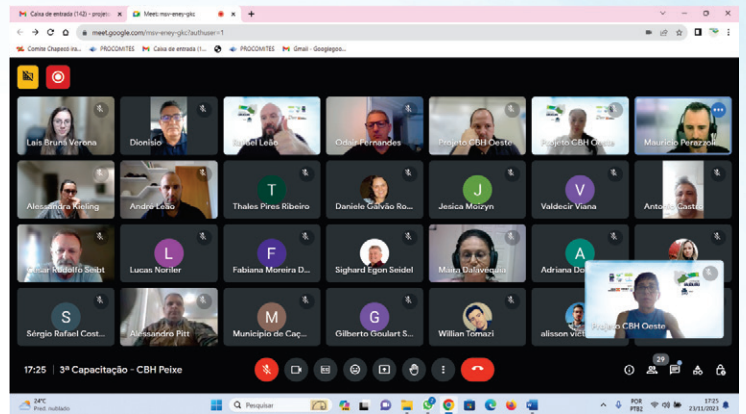 Caixa de entrada (142) - projeto
Meet: msv-eney-gkc
meet.google.com/msv-eney-gkc?authuser=1
Comite Chapecó Ira...
PROCOMITES
Caixa de entrada (1...
PROCOMITES
Gmail - Googlegoo...
Laís Bruna Verona
Dionisio
Rafael Leão
Odair Fernandes
Projeto CBH Oeste
Projeto CBH Oeste
Maurício Perazzoli
Alessandra Kieling
André Leão
T
Thales Pires Ribeiro
Daniele Galvão Ro...
J
Jesica Moizyn
V
Valdecir Viana
Antonio Castro
César Rodolfo Seibt
L
Lucas Noriler
F
Fabiana Moreira D...
Sighard Egon Seidel
Maira Dalavequia
A
Adriana Do
S
Sérgio Rafael Cost...
Alessandro Pitt
M
Municipio de Caç...
G
Gilberto Goulart S...
Willian Tomazi
alisson vict
Projeto CBH Oeste
17:25 | 3ª Capacitação - CBH Peixe
29
24°C
Pred. nublado
Pesquisar
POR
PTB2
17:25
23/11/2023